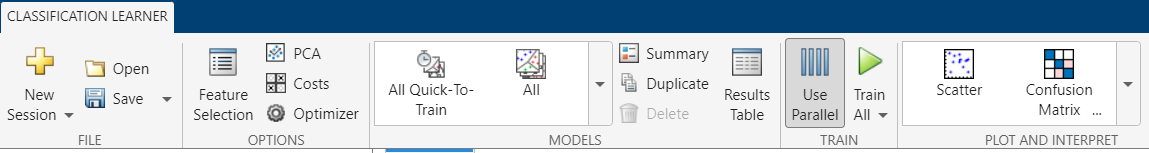 CLASSIFICATION LEARNER
New
Session
Open
Save
FILE
Feature
Selection
PCA
Costs
Optimizer
OPTIONS
All Quick-To-
Train
All
Summary
Duplicate
Delete
Results
Table
MODELS
Use
Parallel
Train
All
TRAIN
Scatter
Confusion
Matrix ...
PLOT AND INTERPRET